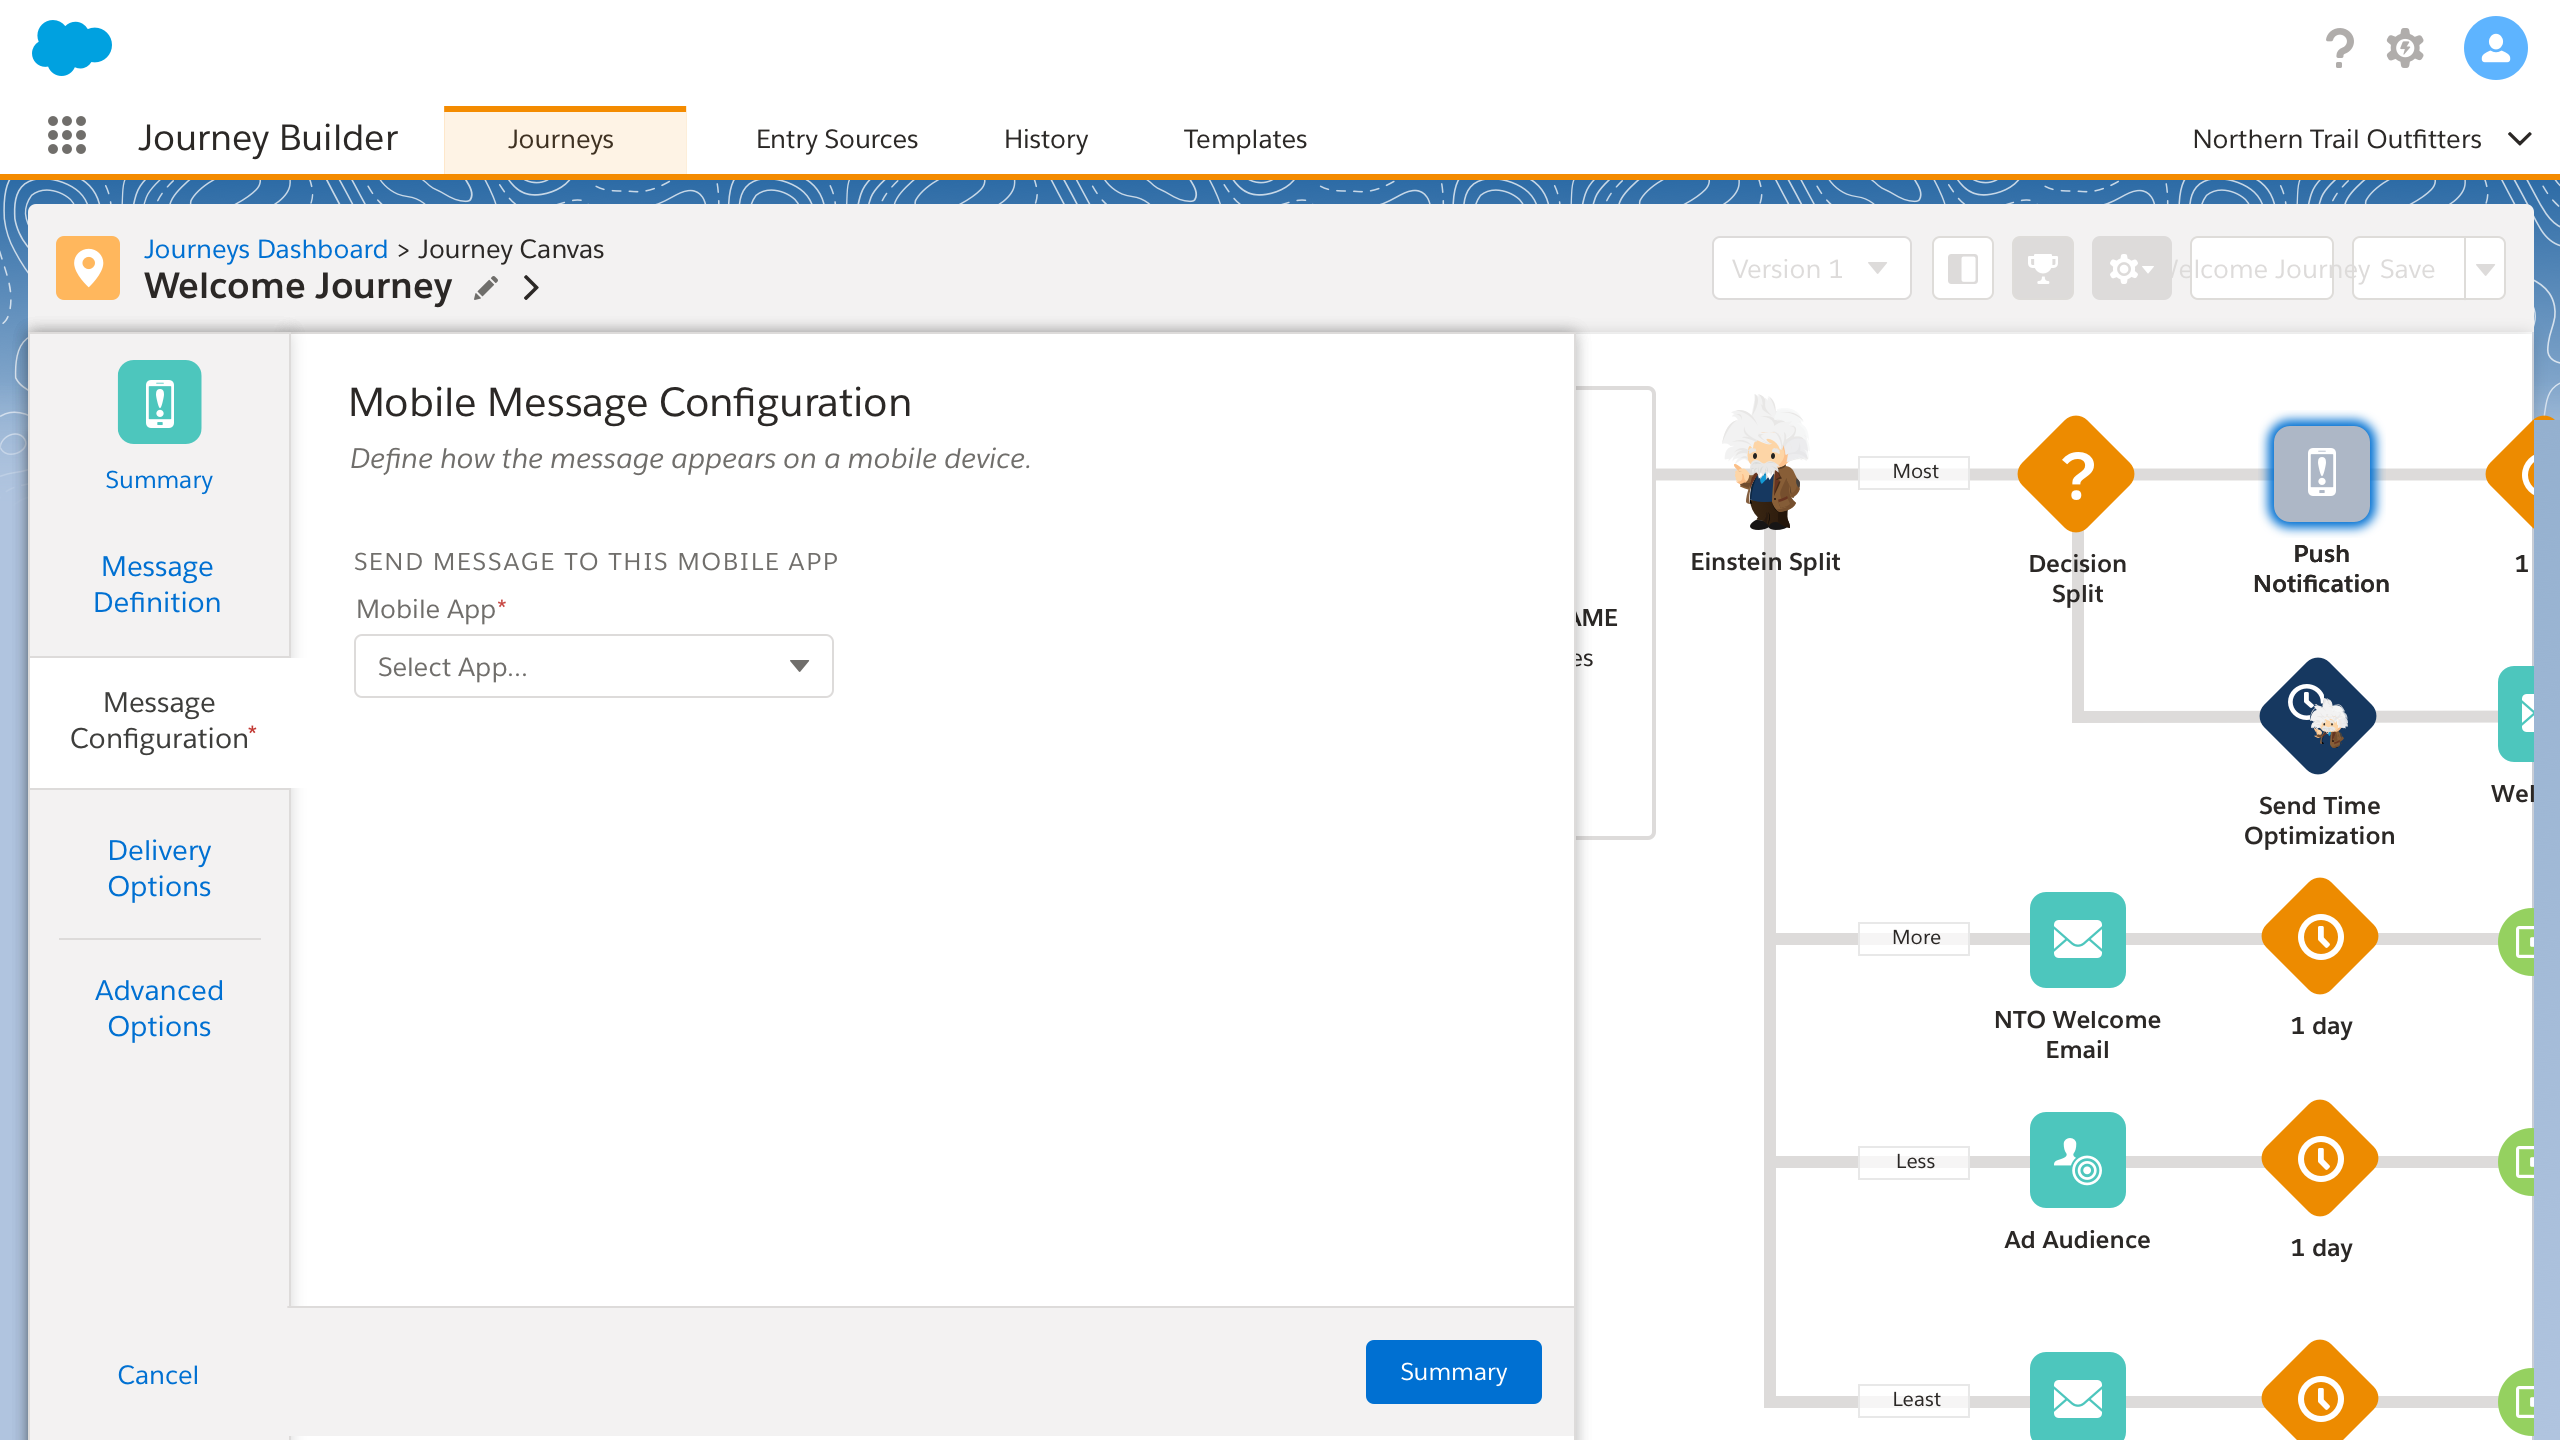 Journey Builder
Journeys
Entry Sources
History
Templates
Northern Trail Outfitters
Journeys Dashboard > Journey Canvas
Welcome Journey
Version 1
elcome Journey
Save
Summary
Message
Definition
Message
Configuration*
Delivery
Options
Advanced
Options
Cancel
Mobile Message Configuration
Define how the message appears on a mobile device.
SEND MESSAGE TO THIS MOBILE APP
Mobile App*
Select App...
Summary
AME
es
Einstein Split
Most
Decision
Split
Push
Notification
1
Send Time
Optimization
Wel
More
NTO Welcome
Email
1 day
Less
Ad Audience
1 day
Least